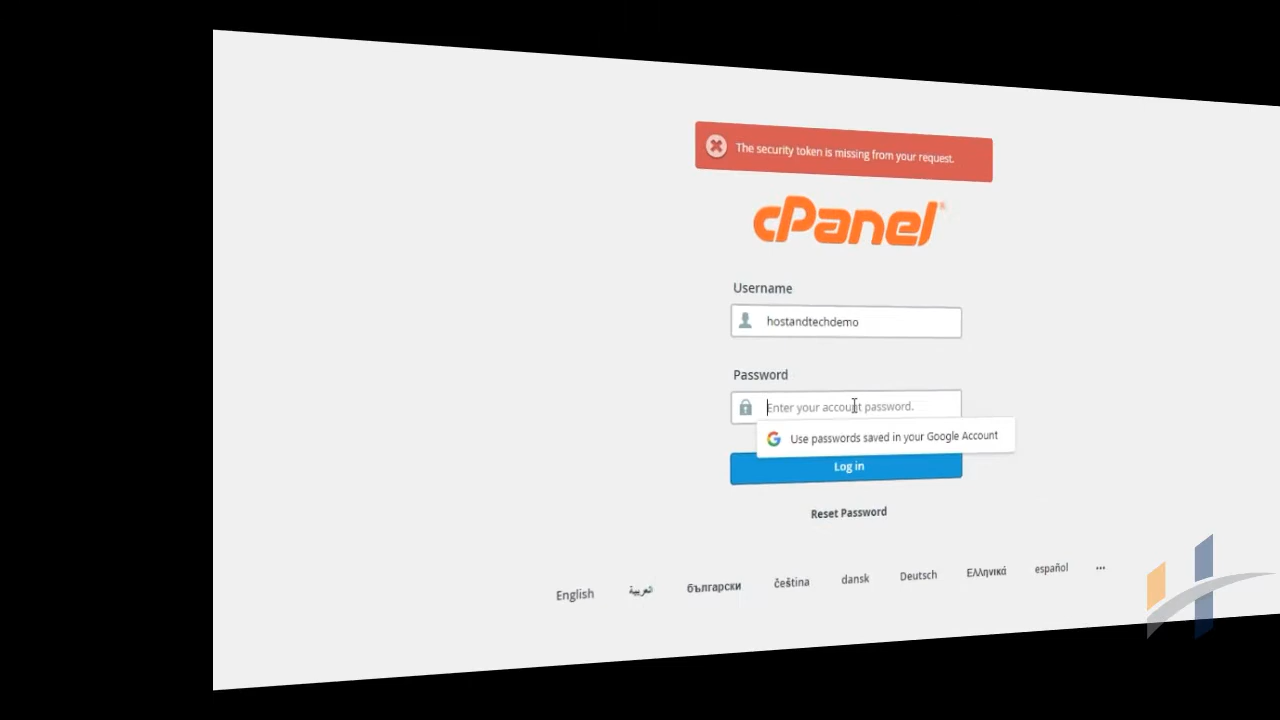 The security token is missing from your request.
cPanel®
Username
hostandtechdemo
Password
Enter your account password.
Use passwords saved in your Google Account
Log in
Reset Password
English العربية български čeština dansk Deutsch Ελληνικά español ...